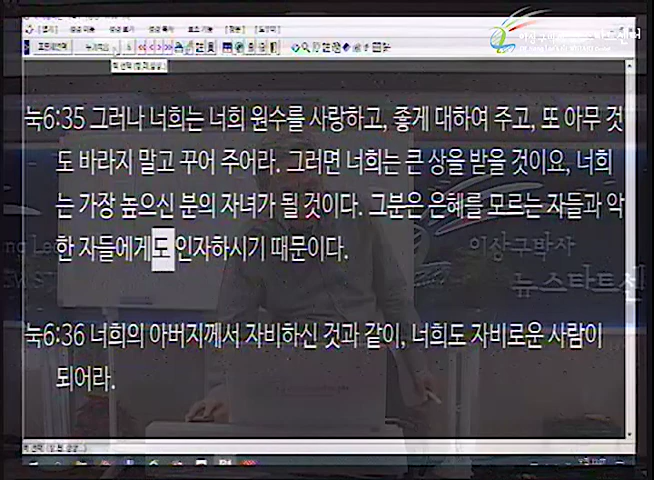 눅6:35 그러나 너희는 너희 원수를 사랑하고, 좋게 대하여 주고, 또 아무 것
도 바라지 말고 꾸어 주어라. 그러면 너희는 큰 상을 받을 것이요, 너희
는 가장 높으신 분의 자녀가 될 것이다. 그분은 은혜를 모르는 자들과 악
한 자들에게도 인자하시기 때문이다.
이상구박사
뉴스타트센
눅6:36 너희의 아버지께서 자비하신 것과 같이, 너희도 자비로운 사람이
되어라.